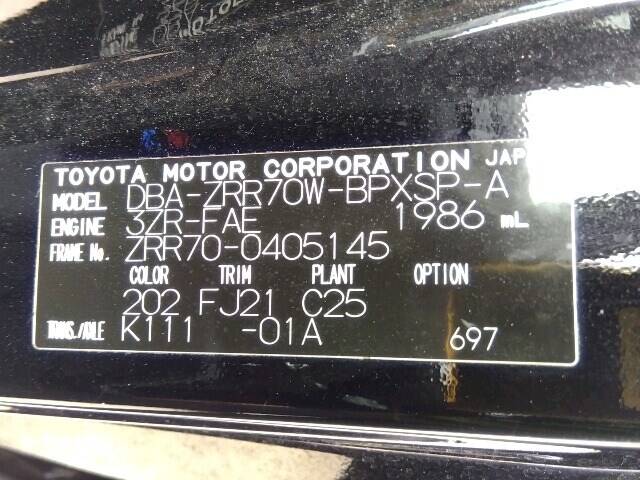 TOYOTA MOTOR CORPORATION JAP
MODEL DBA-ZRR70W-BPXSP-A
ENGINE 3ZR-FAE 1986 mL
FRAME No. ZRR70-0405145
COLOR TRIM PLANT OPTION
202 FJ21 C25
TRANS./AXLE K111 -01A 697